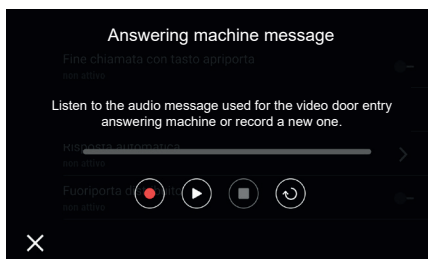 Answering machine message
Fine chiamata con tasto apriporta
non attivo
Listen to the audio message used for the video door entry
answering machine or record a new one.
Risposta automatica
non attivo
Fuoriporta
non attivo